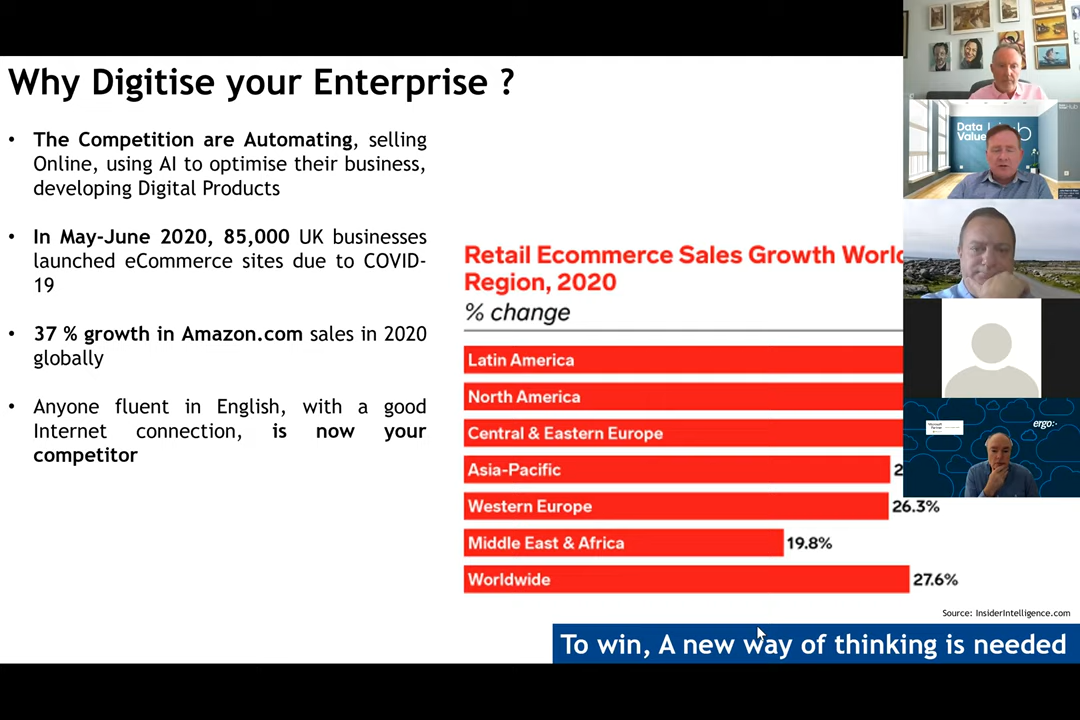 Why Digitise your Enterprise ?
• The Competition are Automating, selling
Online, using AI to optimise their business,
developing Digital Products
• In May-June 2020, 85,000 UK businesses
launched eCommerce sites due to COVID-
19
• 37 % growth in Amazon.com sales in 2020
globally
• Anyone fluent in English, with a good
Internet connection, is now your
competitor
Retail Ecommerce Sales Growth
Region, 2020
% change
Latin America
North America
Central & Eastern Europe
Asia-Pacific
Western Europe 26.3%
Middle East & Africa 19.8%
Worldwide 27.6%
Source: InsiderIntelligence.com
To win, A new way of thinking is needed
Data
Value Hub
ergo: